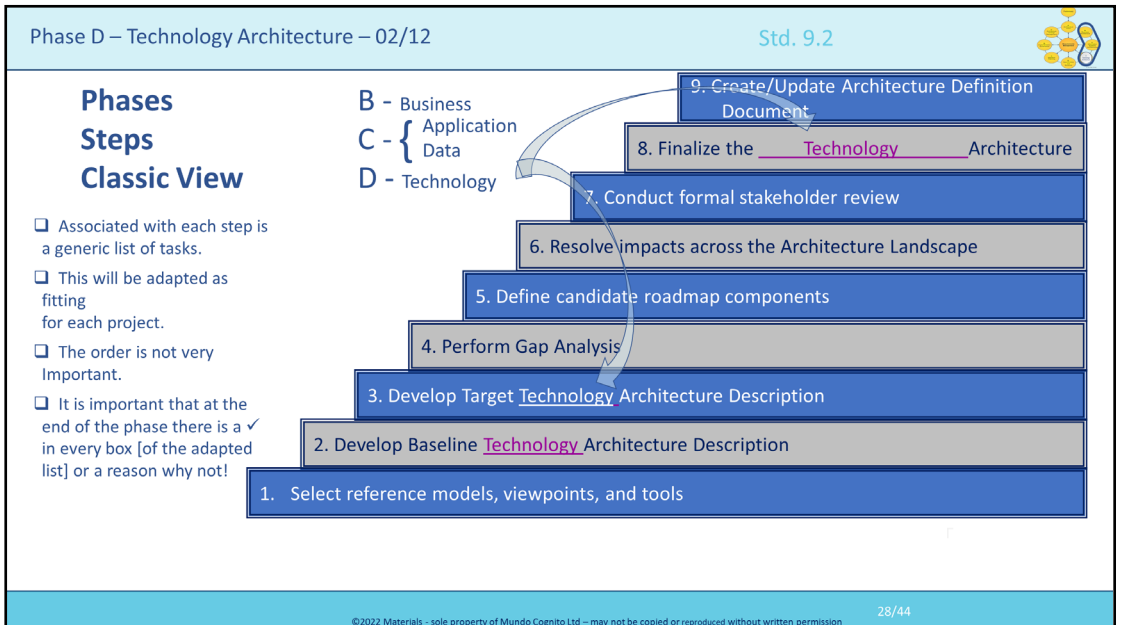 Phase D – Technology Architecture – 02/12
Std. 9.2
Phases
Steps
Classic View
B - Business
C - { Application
Data
D - Technology
❑ Associated with each step is
a generic list of tasks.
❑ This will be adapted as
fitting
for each project.
❑ The order is not very
Important.
❑ It is important that at the
end of the phase there is a ✓
in every box [of the adapted
list] or a reason why not!
9. Create/Update Architecture Definition
Document
8. Finalize the ____Technology______Architecture
7. Conduct formal stakeholder review
6. Resolve impacts across the Architecture Landscape
5. Define candidate roadmap components
4. Perform Gap Analysis
3. Develop Target Technology Architecture Description
2. Develop Baseline Technology Architecture Description
1. Select reference models, viewpoints, and tools
28/44
©2022 Materials - sole property of Mundo Cognito Ltd – may not be copied or reproduced without written permission